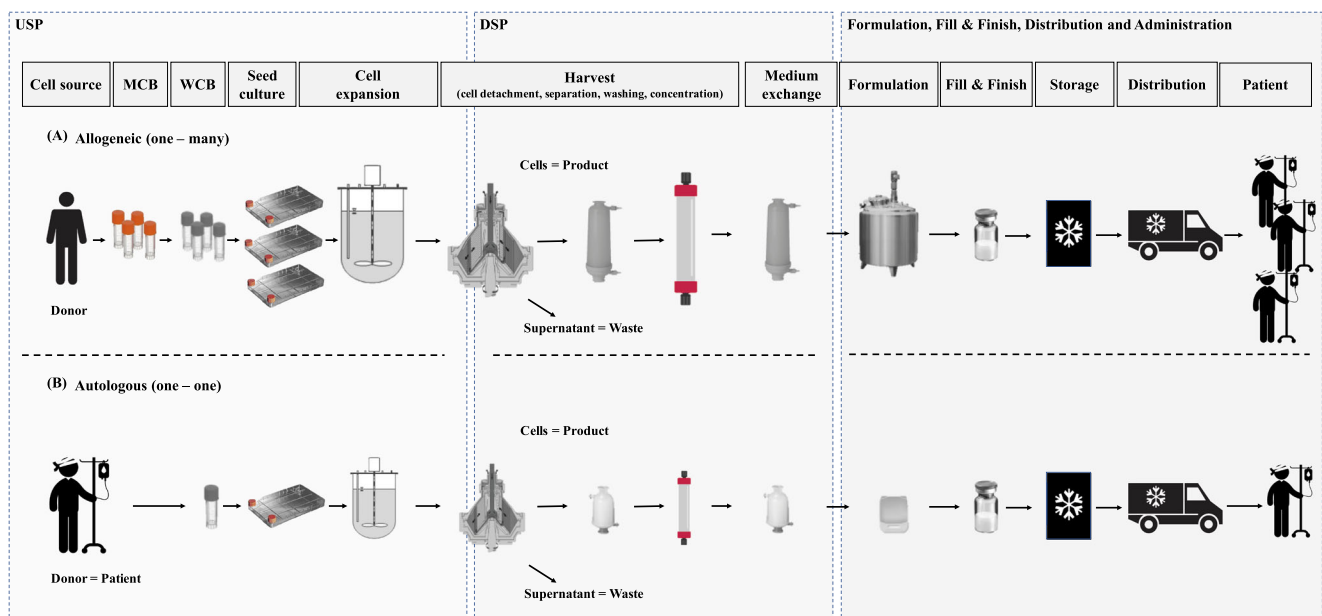 USP
DSP
Formulation, Fill & Finish, Distribution and Administration
Cell source
MCB
WCB
Seed
culture
Cell
expansion
Harvest
(cell detachment, separation, washing, concentration)
Medium
exchange
Formulation
Fill & Finish
Storage
Distribution
Patient
(A) Allogeneic (one – many)
Cells = Product
Donor
Supernatant = Waste
(B) Autologous (one – one)
Cells = Product
Donor = Patient
Supernatant = Waste